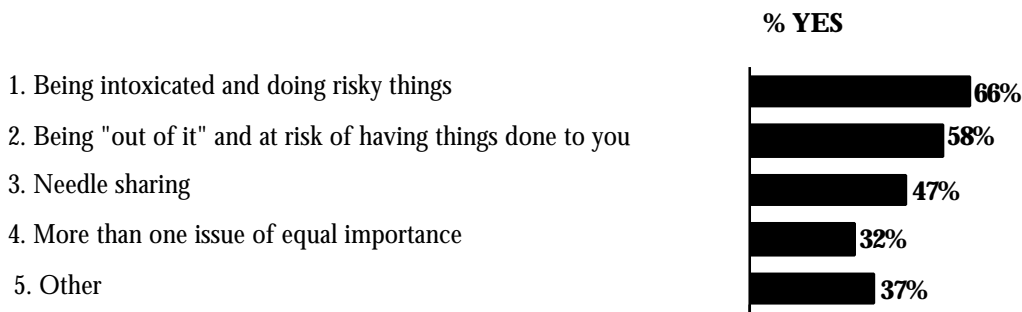 % YES
1. Being intoxicated and doing risky things 66%
2. Being "out of it" and at risk of having things done to you 58%
3. Needle sharing 47%
4. More than one issue of equal importance 32%
5. Other 37%